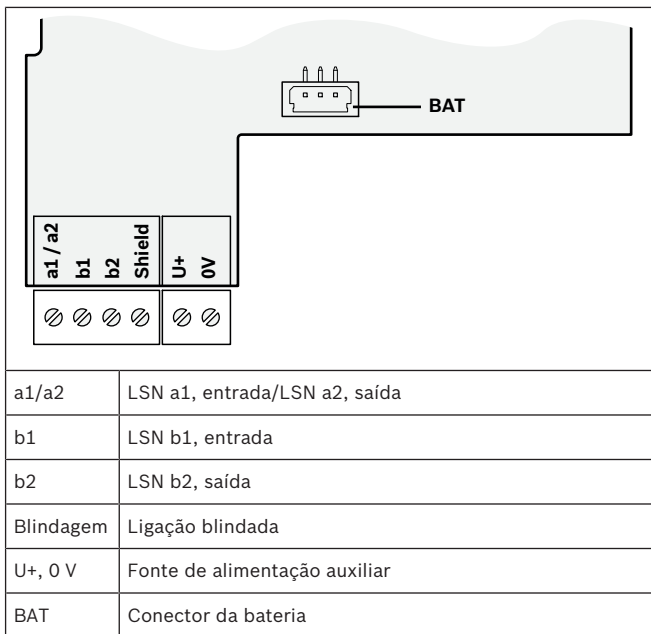 BAT
a1 / a2
b1
b2
Shield
U+
0V
a1/a2 LSN a1, entrada/LSN a2, saída
b1 LSN b1, entrada
b2 LSN b2, saída
Blindagem Ligação blindada
U+, 0 V Fonte de alimentação auxiliar
BAT Conector da bateria